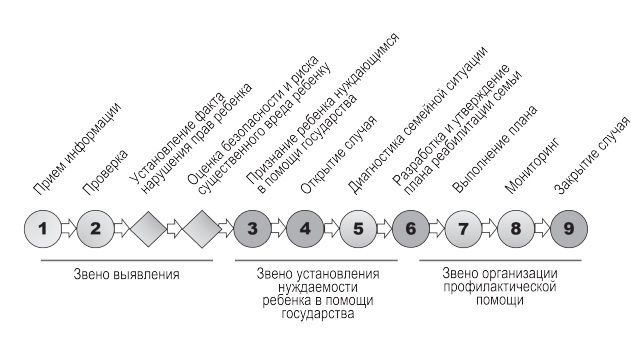 Прием информации
Проверка
Установление факта
нарушения прав ребенка
Оценка безопасности и риска
существенного вреда ребенку
Признание ребенка нуждающимся
в помощи государства
Открытие случая
Диагностика семейной ситуации
Разработка и утверждение
плана реабилитации семьи
Выполнение плана
Мониторинг
Закрытие случая
1
2
3
4
5
6
7
8
9
Звено выявления
Звено установления
нуждаемости
ребенка в помощи
государства
Звено организации
профилактической
помощи